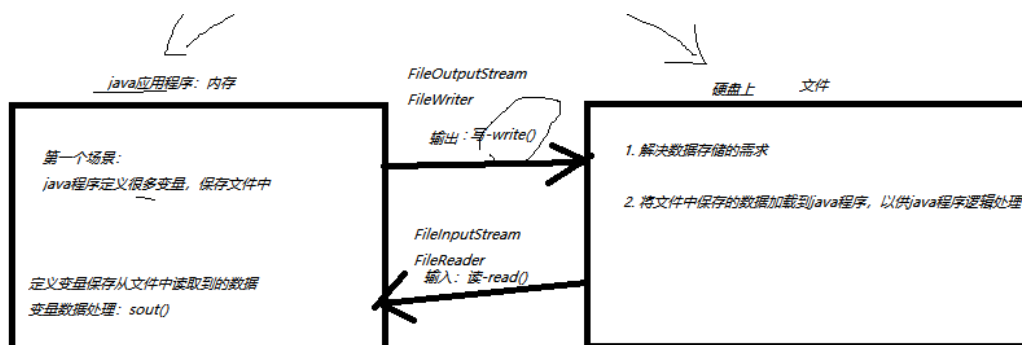 java应用程序：内存
FileOutputStream
FileWriter
输出：写-write()
硬盘上 文件
第一个场景：
java程序定义很多变量，保存文件中
1. 解决数据存储的需求
2. 将文件中保存的数据加载到java程序，以供java程序逻辑处理
FileInputStream
FileReader
输入：读-read()
定义变量保存从文件中读取到的数据
变量数据处理：sout()